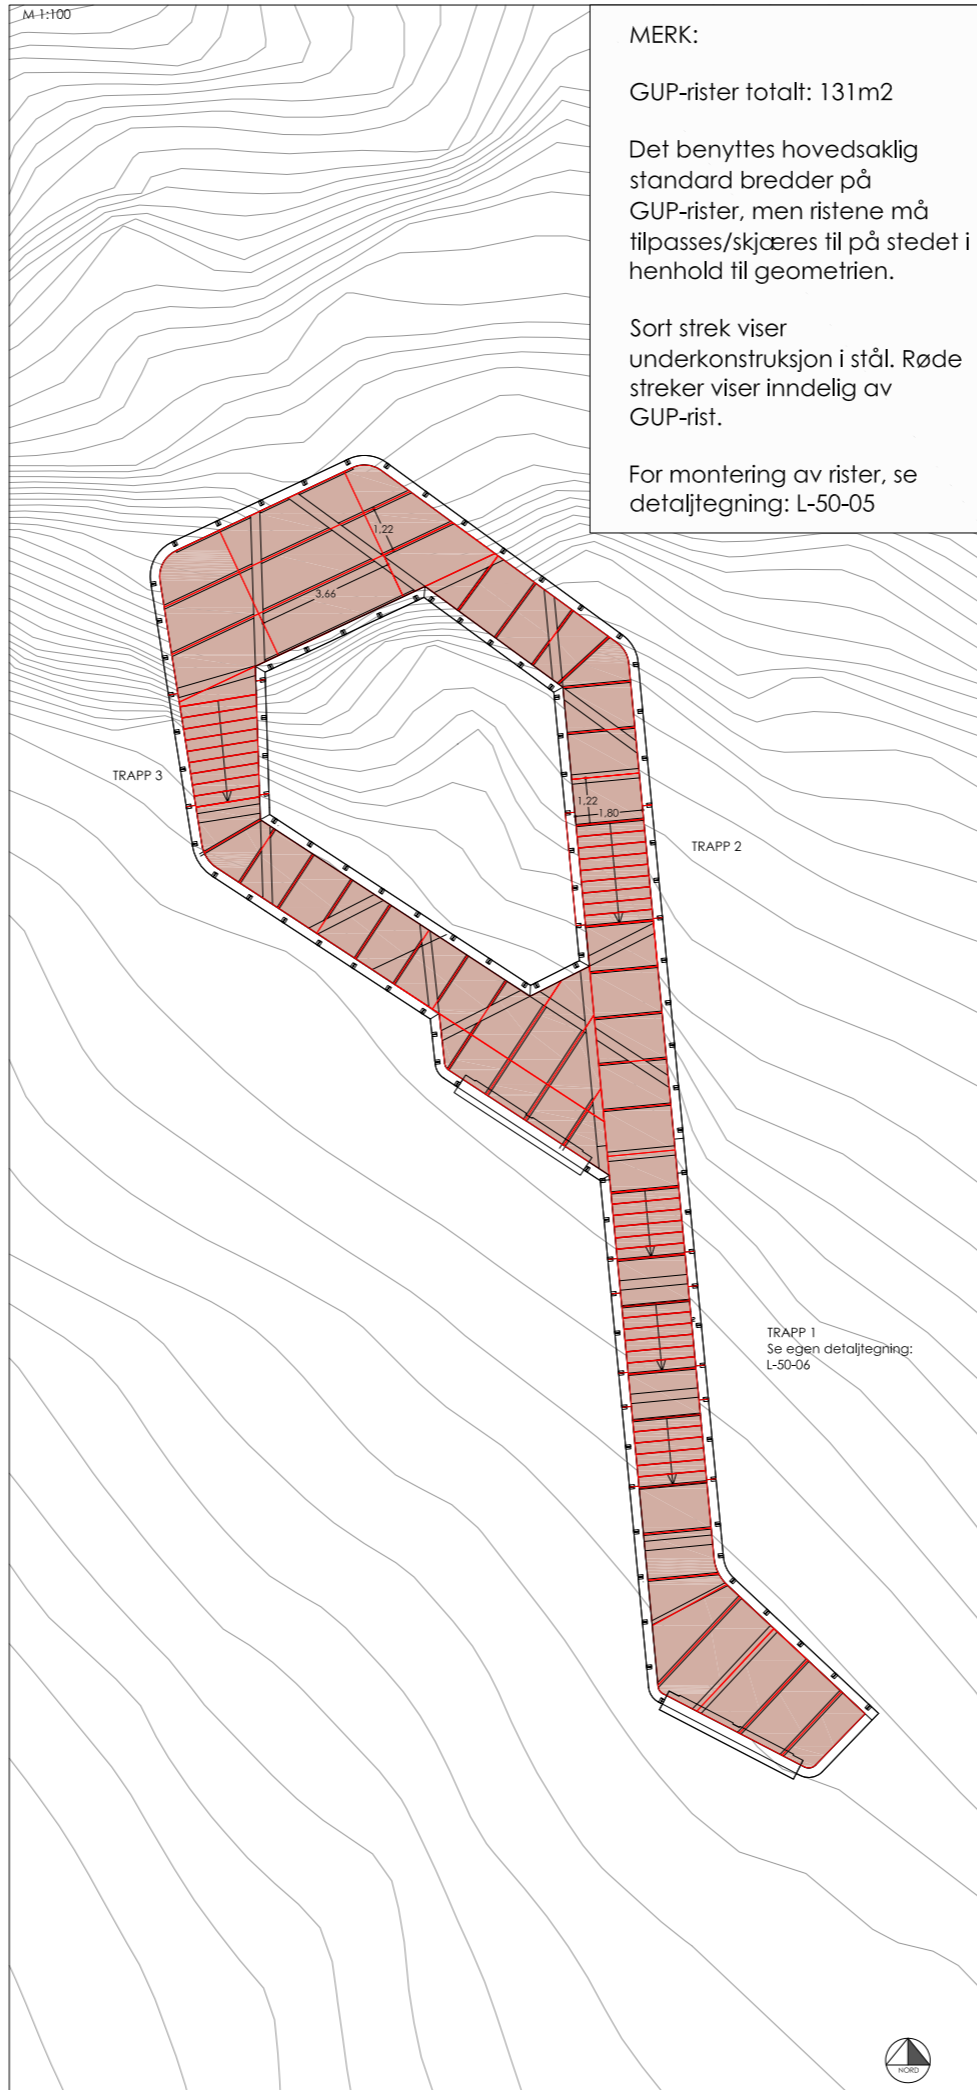 M 1:100
MERK:
GUP-rister totalt: 131m2
Det benyttes hovedsaklig
standard bredder på
GUP-rister, men ristene må
tilpasses/skjæres til på stedet i
henhold til geometrien.
Sort strek viser
underkonstruksjon i stål. Røde
streker viser inndelig av
GUP-rist.
For montering av rister, se
detaljtegning: L-50-05
1,22
3,66
TRAPP 3
1,22
1,80
TRAPP 2
TRAPP 1
Se egen detaljtegning:
L-50-06
NORD